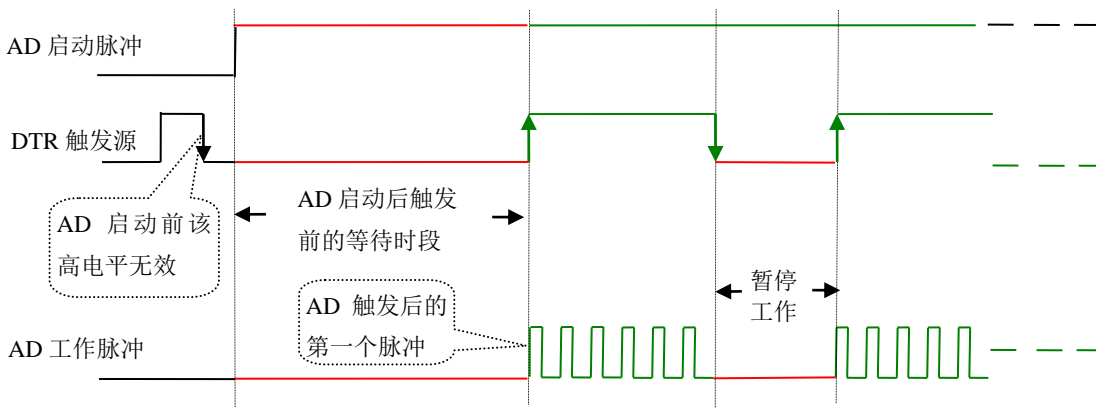 AD 启动脉冲
DTR 触发源
AD 启动前该
高电平无效
AD 启动后触发
前的等待时段
暂停
工作
AD 触发后的
第一个脉冲
AD 工作脉冲